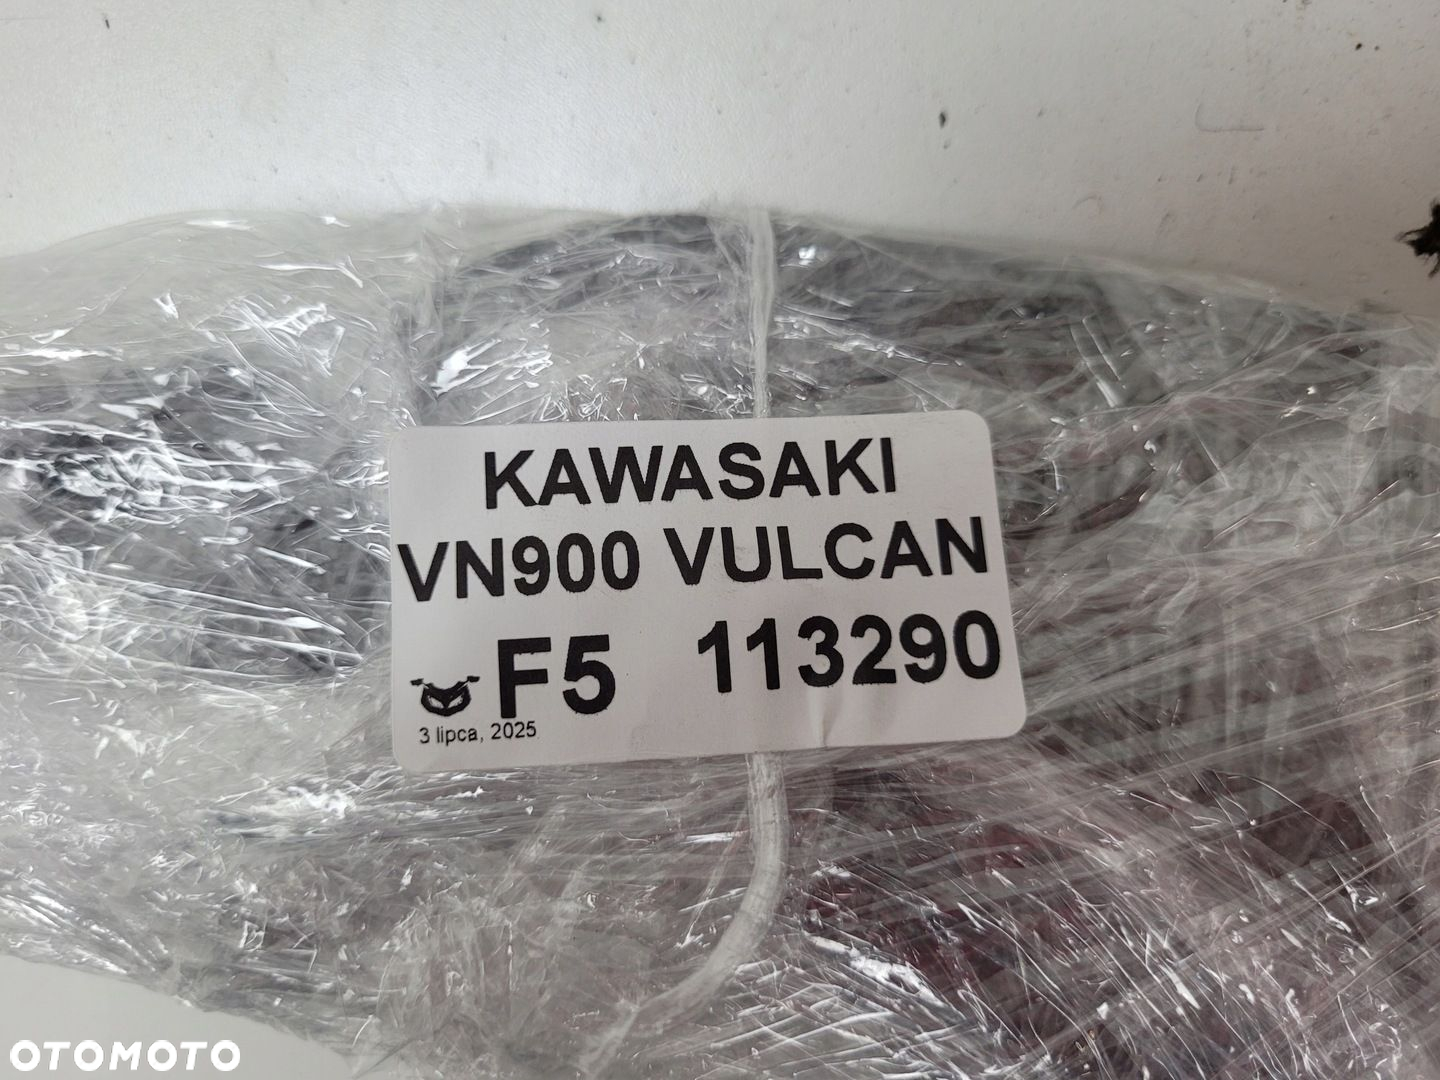 KAWASAKI
VN900 VULCAN
F5 113290
3 lipca, 2025
OTOMOTO